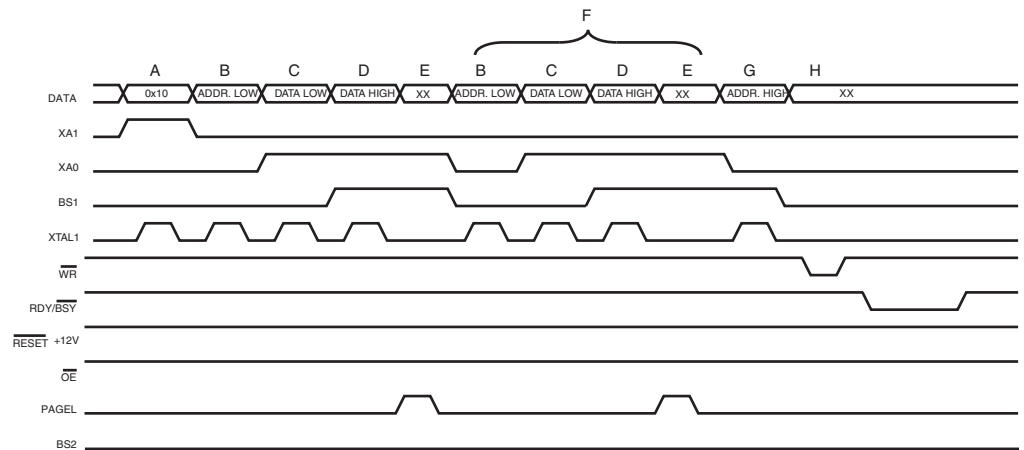 F
A B C D E B C D E G H
DATA 0x10 ADDR. LOW DATA LOW DATA HIGH XX ADDR. LOW DATA LOW DATA HIGH XX ADDR. HIGH XX
XA1
XA0
BS1
XTAL1
WR
RDY/BSY
RESET +12V
OE
PAGEL
BS2